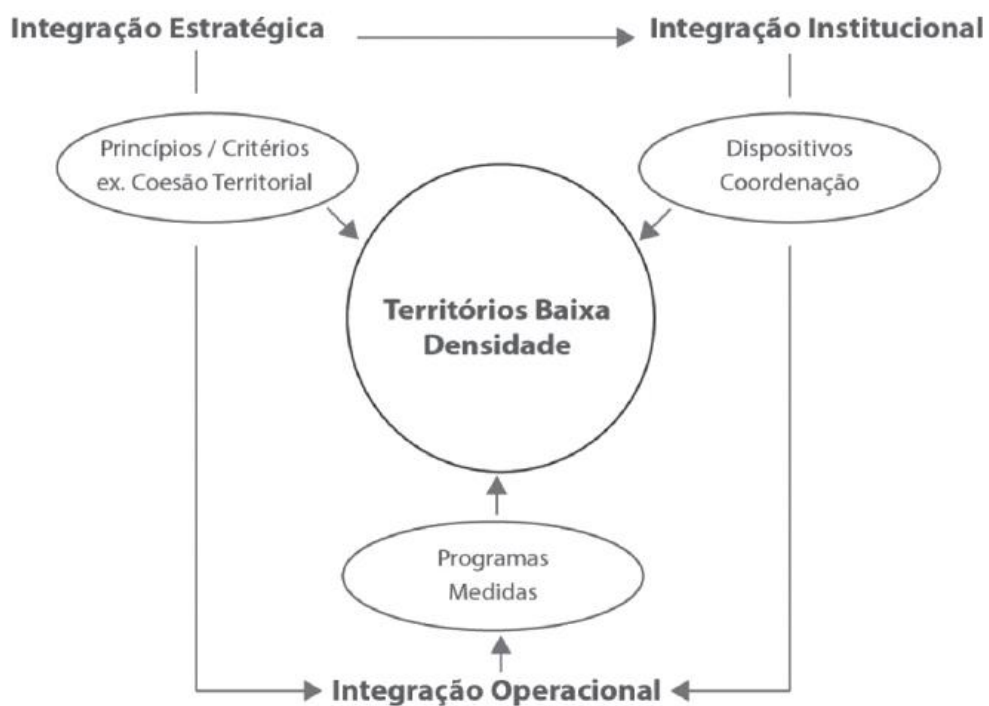 Integração Estratégica
Integração Institucional
Princípios / Critérios
ex. Coesão Territorial
Dispositivos
Coordenação
Territórios Baixa
Densidade
Programas
Medidas
Integração Operacional